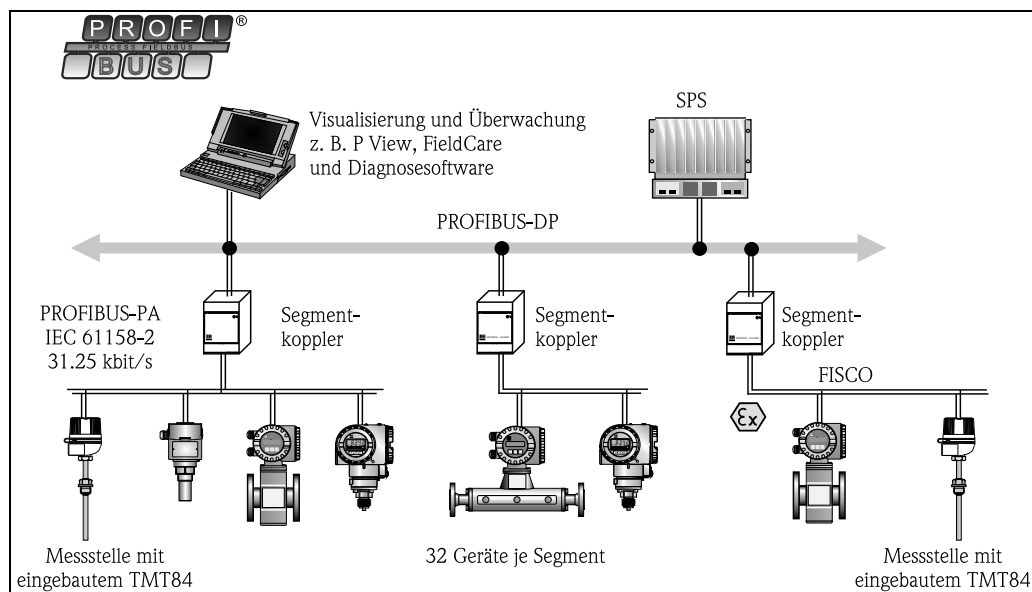 PROFI ®
PROCESS FIELDBUS
BUS
Visualisierung und Überwachung
z. B. P View, FieldCare
und Diagnosesoftware
SPS
PROFIBUS-DP
PROFIBUS-PA
IEC 61158-2
31.25 kbit/s
Segment-
koppler
Segment-
koppler
Segment-
koppler
FISCO
εx
Messstelle mit
eingebautem TMT84
32 Geräte je Segment
Messstelle mit
eingebautem TMT84